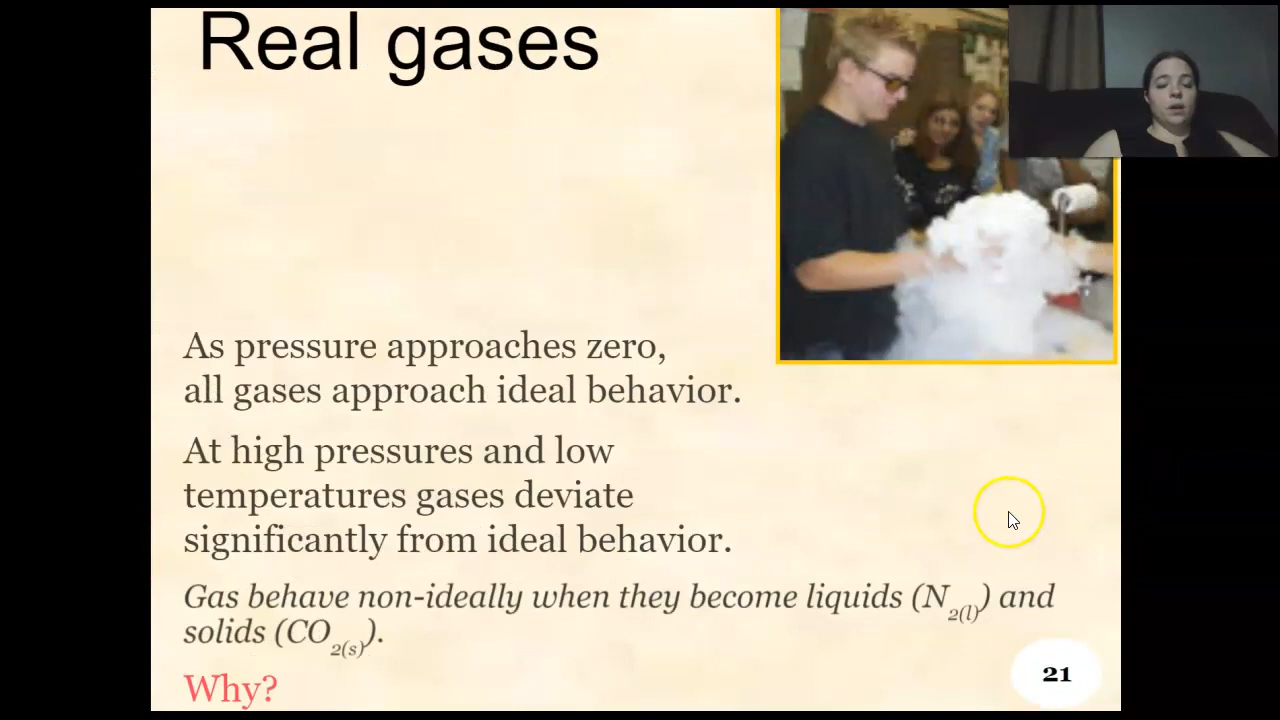 Real gases
As pressure approaches zero,
all gases approach ideal behavior.
At high pressures and low
temperatures gases deviate
significantly from ideal behavior.
Gas behave non-ideally when they become liquids (N2(l)) and
solids (CO2(s)).
Why?
21